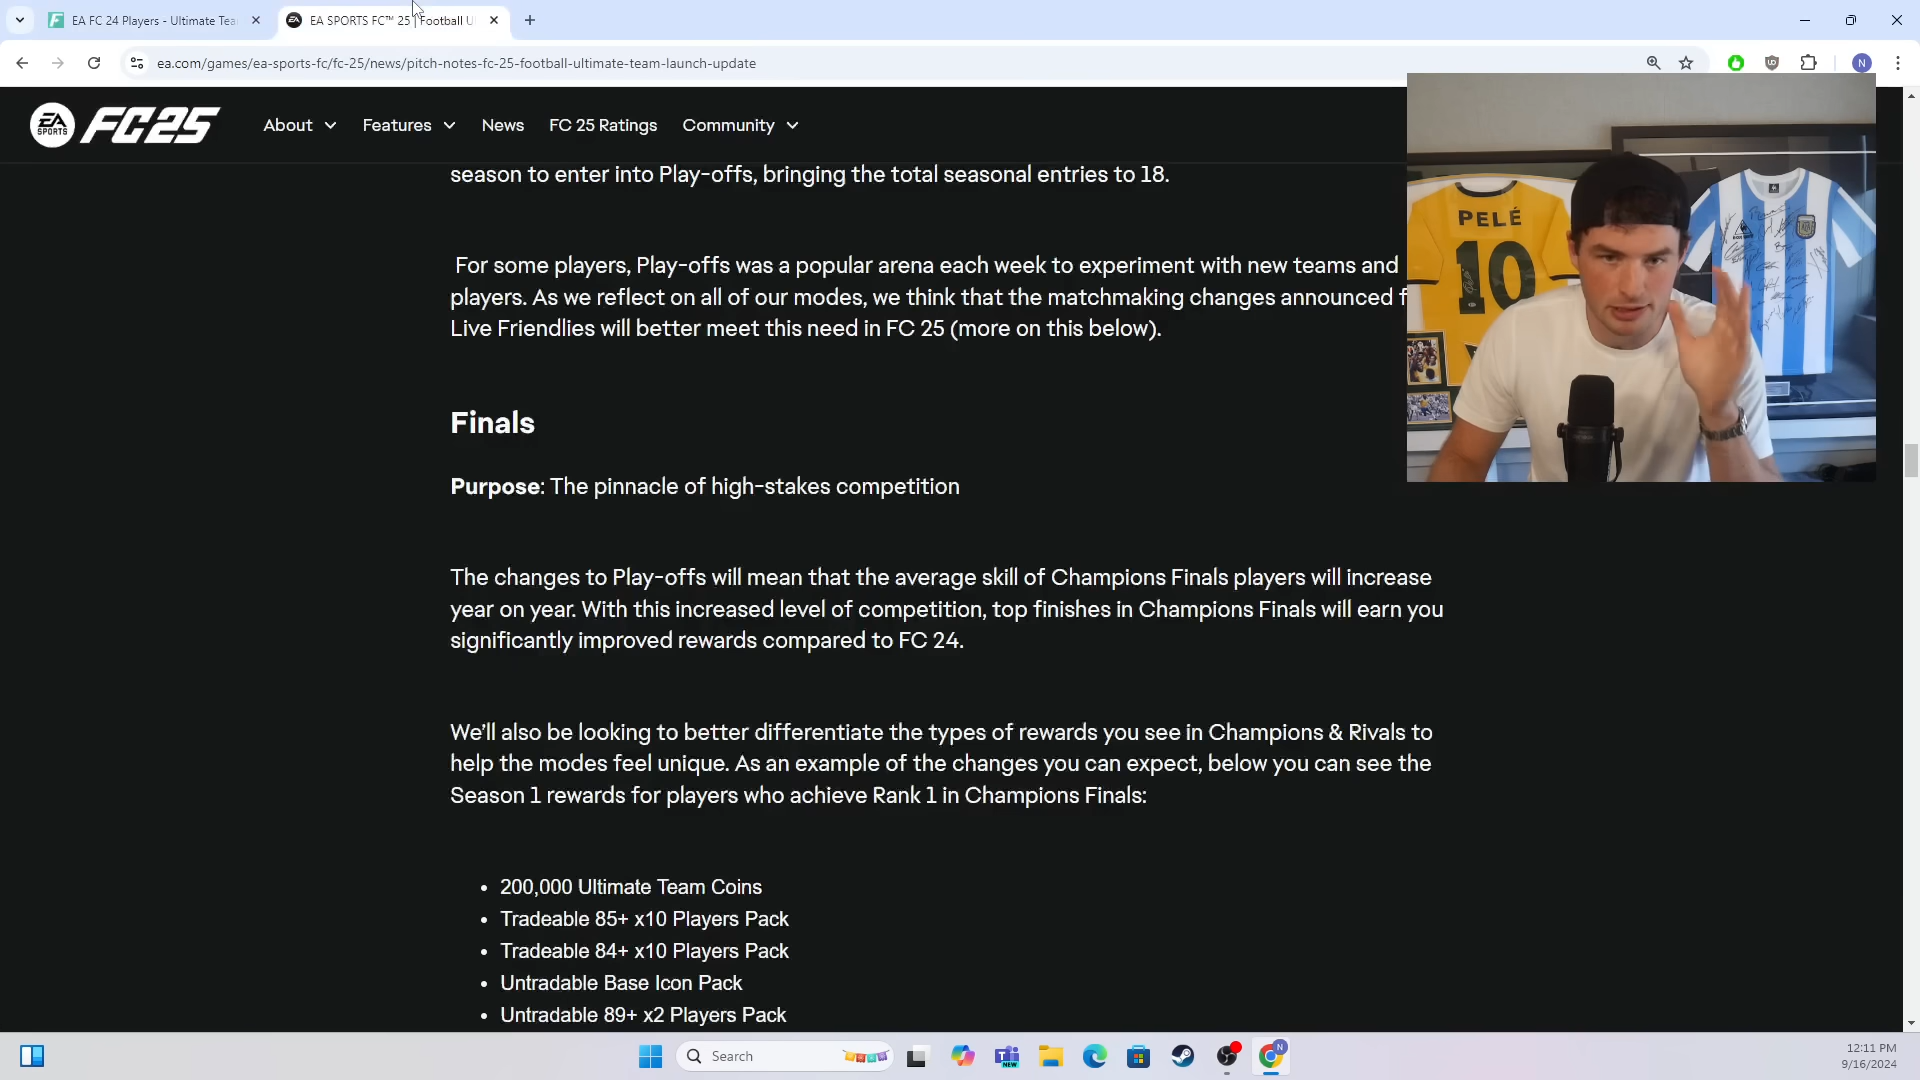 EA FC 24 Players - Ultimate Tea
EA SPORTS FC™ 25 | Football U
ea.com/games/ea-sports-fc/fc-25/news/pitch-notes-fc-25-football-ultimate-team-launch-update
N
EA SPORTS FC25
About
Features
News
FC 25 Ratings
Community
season to enter into Play-offs, bringing the total seasonal entries to 18.
For some players, Play-offs was a popular arena each week to experiment with new teams and
players. As we reflect on all of our modes, we think that the matchmaking changes announced f
Live Friendlies will better meet this need in FC 25 (more on this below).
PELÉ
10
Finals
Purpose: The pinnacle of high-stakes competition
The changes to Play-offs will mean that the average skill of Champions Finals players will increase
year on year. With this increased level of competition, top finishes in Champions Finals will earn you
significantly improved rewards compared to FC 24.
We'll also be looking to better differentiate the types of rewards you see in Champions & Rivals to
help the modes feel unique. As an example of the changes you can expect, below you can see the
Season 1 rewards for players who achieve Rank 1 in Champions Finals:
• 200,000 Ultimate Team Coins
• Tradeable 85+ x10 Players Pack
• Tradeable 84+ x10 Players Pack
• Untradable Base Icon Pack
• Untradable 89+ x2 Players Pack
Search
NEW
N
12:11 PM
9/16/2024